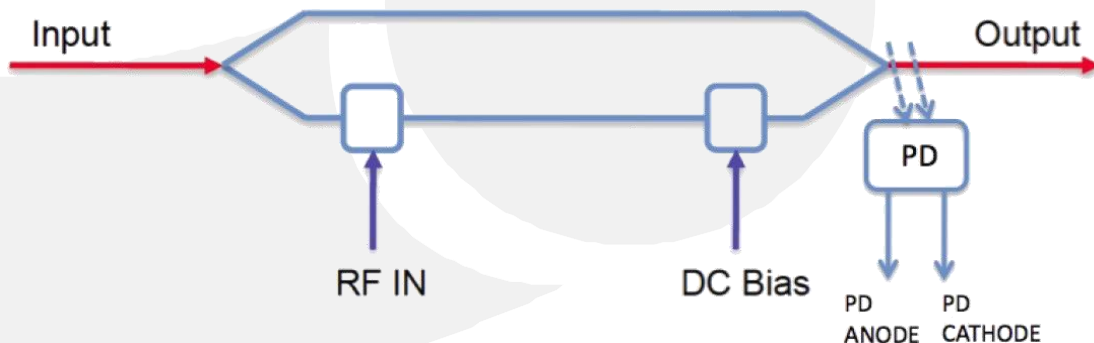 Input
Output
PD
RF IN
DC Bias
PD
ANODE
PD
CATHODE